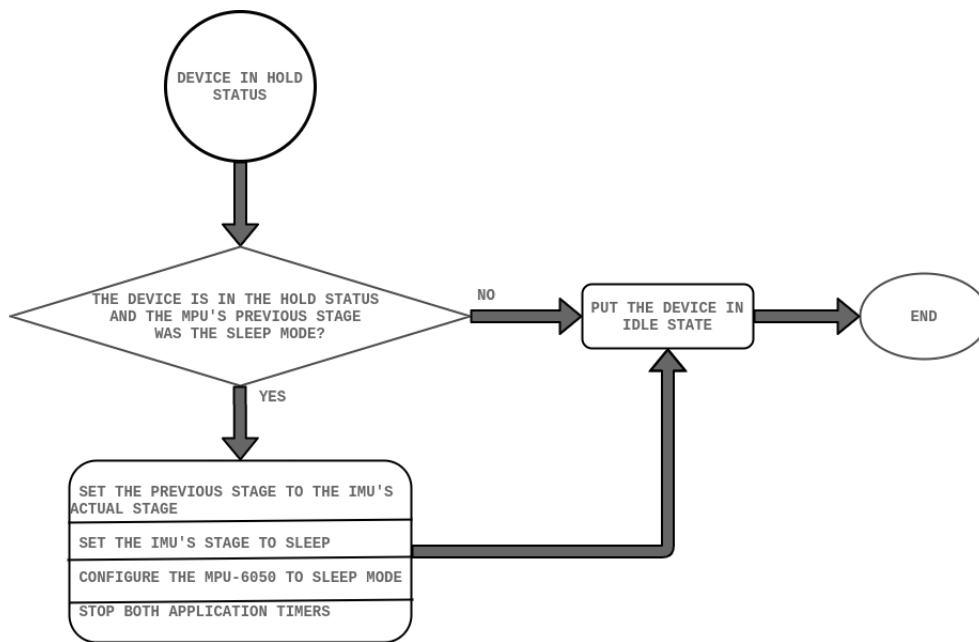 DEVICE IN HOLD
STATUS
THE DEVICE IS IN THE HOLD STATUS
AND THE MPU'S PREVIOUS STAGE
WAS THE SLEEP MODE?
NO
PUT THE DEVICE IN
IDLE STATE
END
YES
SET THE PREVIOUS STAGE TO THE IMU'S
ACTUAL STAGE
SET THE IMU'S STAGE TO SLEEP
CONFIGURE THE MPU-6050 TO SLEEP MODE
STOP BOTH APPLICATION TIMERS